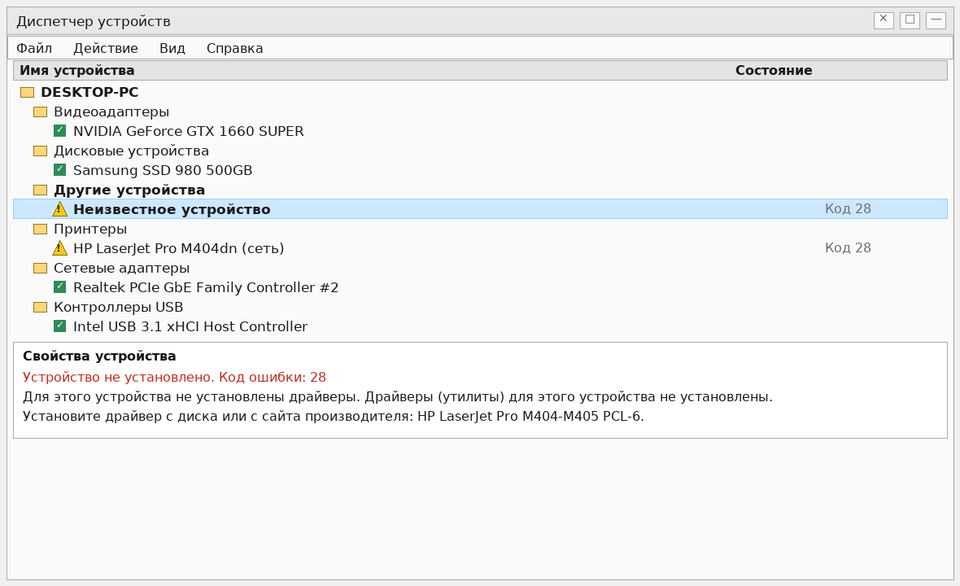 Диспетчер устройств
Файл Действие Вид Справка
Имя устройства Состояние
DESKTOP-PC
Видеоадаптеры
NVIDIA GeForce GTX 1660 SUPER
Дисковые устройства
Samsung SSD 980 500GB
Другие устройства
Неизвестное устройство Код 28
Принтеры
HP LaserJet Pro M404dn (сеть) Код 28
Сетевые адаптеры
Realtek PCIe GbE Family Controller #2
Контроллеры USB
Intel USB 3.1 xHCI Host Controller
Свойства устройства
Устройство не установлено. Код ошибки: 28
Для этого устройства не установлены драйверы. Драйверы (утилиты) для этого устройства не установлены.
Установите драйвер с диска или с сайта производителя: HP LaserJet Pro M404-M405 PCL-6.